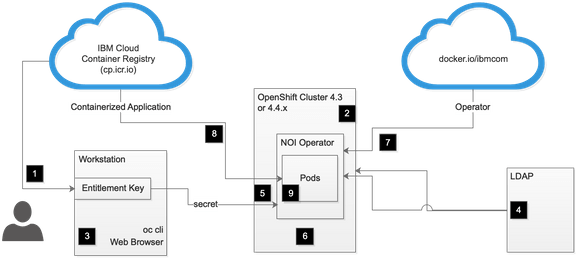 IBM Cloud
Container Registry
(cp.icr.io)
docker.io/ibmcom
Containerized Application
Operator
OpenShift Cluster 4.3
or 4.4.x
2
8
7
NOI Operator
Workstation
1
Pods
LDAP
Entitlement Key
5
9
secret
4
3
oc cli
Web Browser
6